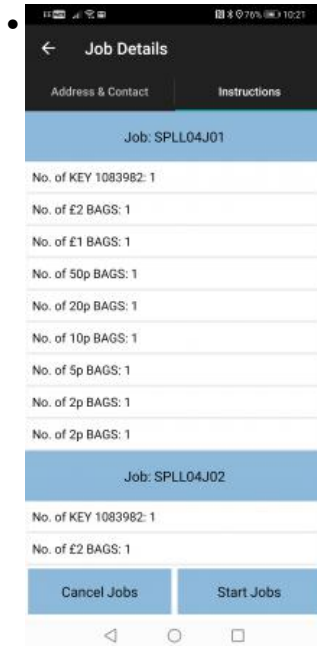 76% 10:21
Job Details
Address & Contact
Instructions
Job: SPLL04J01
No. of KEY 1083982: 1
No. of £2 BAGS: 1
No. of £1 BAGS: 1
No. of 50p BAGS: 1
No. of 20p BAGS: 1
No. of 10p BAGS: 1
No. of 5p BAGS: 1
No. of 2p BAGS: 1
No. of 2p BAGS: 1
Job: SPLL04J02
No. of KEY 1083982: 1
No. of £2 BAGS: 1
Cancel Jobs
Start Jobs